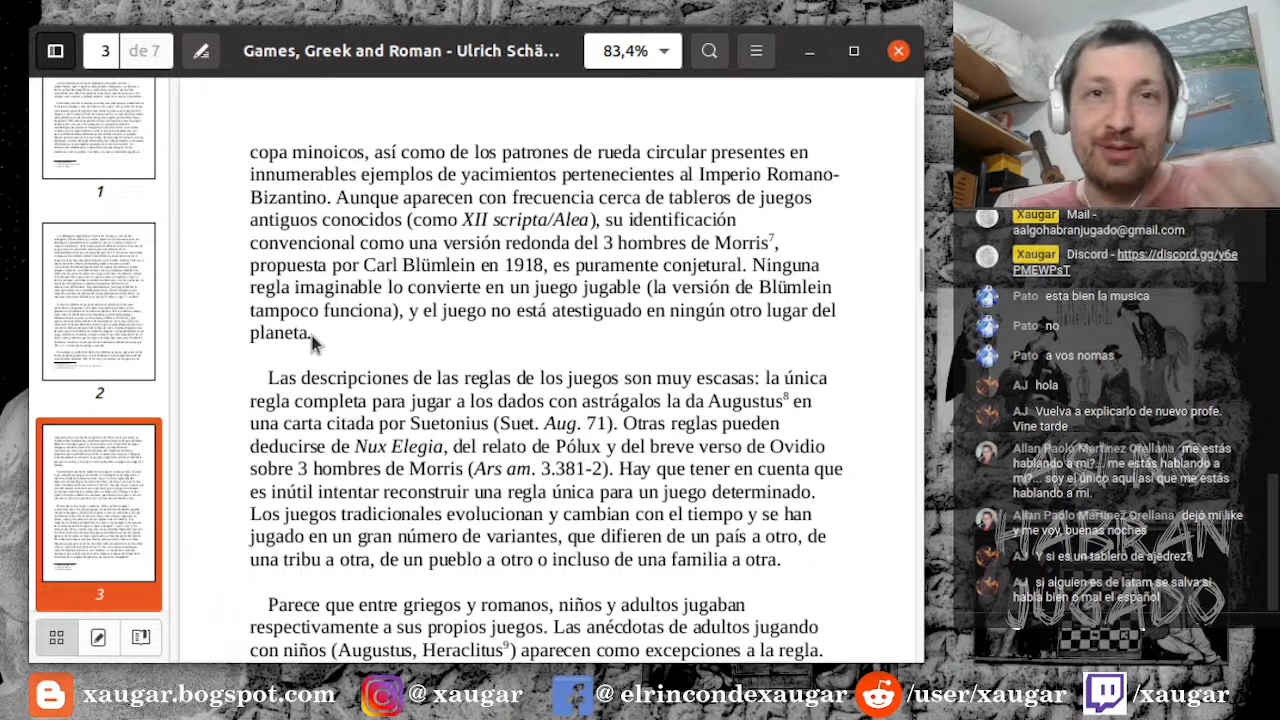 3 de 7 Games, Greek and Roman - Ulrich Schä... 83,4%
1
2
3
copa minorcos, así como de los patrones de rueda circular presentes en
innumerables ejemplos de yacimientos pertenecientes al Imperio Romano-
Bizantino. Aunque aparecen con frecuencia cerca de tableros de juegos
antiguos conocidos (como XII scripta/Alea), su identificación
convencional como una versión redonda del 3 hombres de Morris7,
propuesta por Carl Blümlein en 1918, es puramente conjetural. Ninguna
regla imaginable lo convierte en un juego jugable (la versión de Blümlein
tampoco funciona), y el juego no está atestiguado en ningún otro lugar del
planeta.
Las descripciones de las reglas de los juegos son muy escasas: la única
regla completa para jugar a los dados con astrágalos la da Augustus8 en
una carta citada por Suetonius (Suet. Aug. 71). Otras reglas pueden
deducirse de Nux Elegia, del resumen de Pólux y del breve verso de Ovidio
sobre 3 hombres de Morris (Ars am. 3.381-2). Hay que tener en cuenta que
es inútil intentar reconstruir una regla única para un juego determinado.
Los juegos tradicionales evolucionan y cambian con el tiempo y se han
jugado en un gran número de variantes, que difieren de un país a otro, de
una tribu a otra, de un pueblo a otro o incluso de una familia a otra.
Parece que entre griegos y romanos, niños y adultos jugaban
respectivamente a sus propios juegos. Las anécdotas de adultos jugando
con niños (Augustus, Heraclitus9) aparecen como excepciones a la regla.
Xaugar Mail -
aalgohabranjugado@gmail.com
Xaugar Discord - https://discord.gg/y6e
PMEWPsT
Pato esta bien la musica
Pato no
Pato a vos nomas
AJ hola
AJ Vuelva a explicarlo de nuevo profe.
Vine tarde
Allan Paolo Martinez Orellana me estás
hablando a mi?... me estás hablando a
mi?... soy el único aquí asi que me estás
hablando a mi.
Allan Paolo Martinez Orellana dejó mi like
y me voy, buenas noches
AJ Y si es un tablero de ajedrez?
AJ si alguien es de latam se salva si
habla bien o mal el español
JUGADO
xaugar.bogspot.com @xaugar @elrincondexaugar /user/xaugar /xaugar